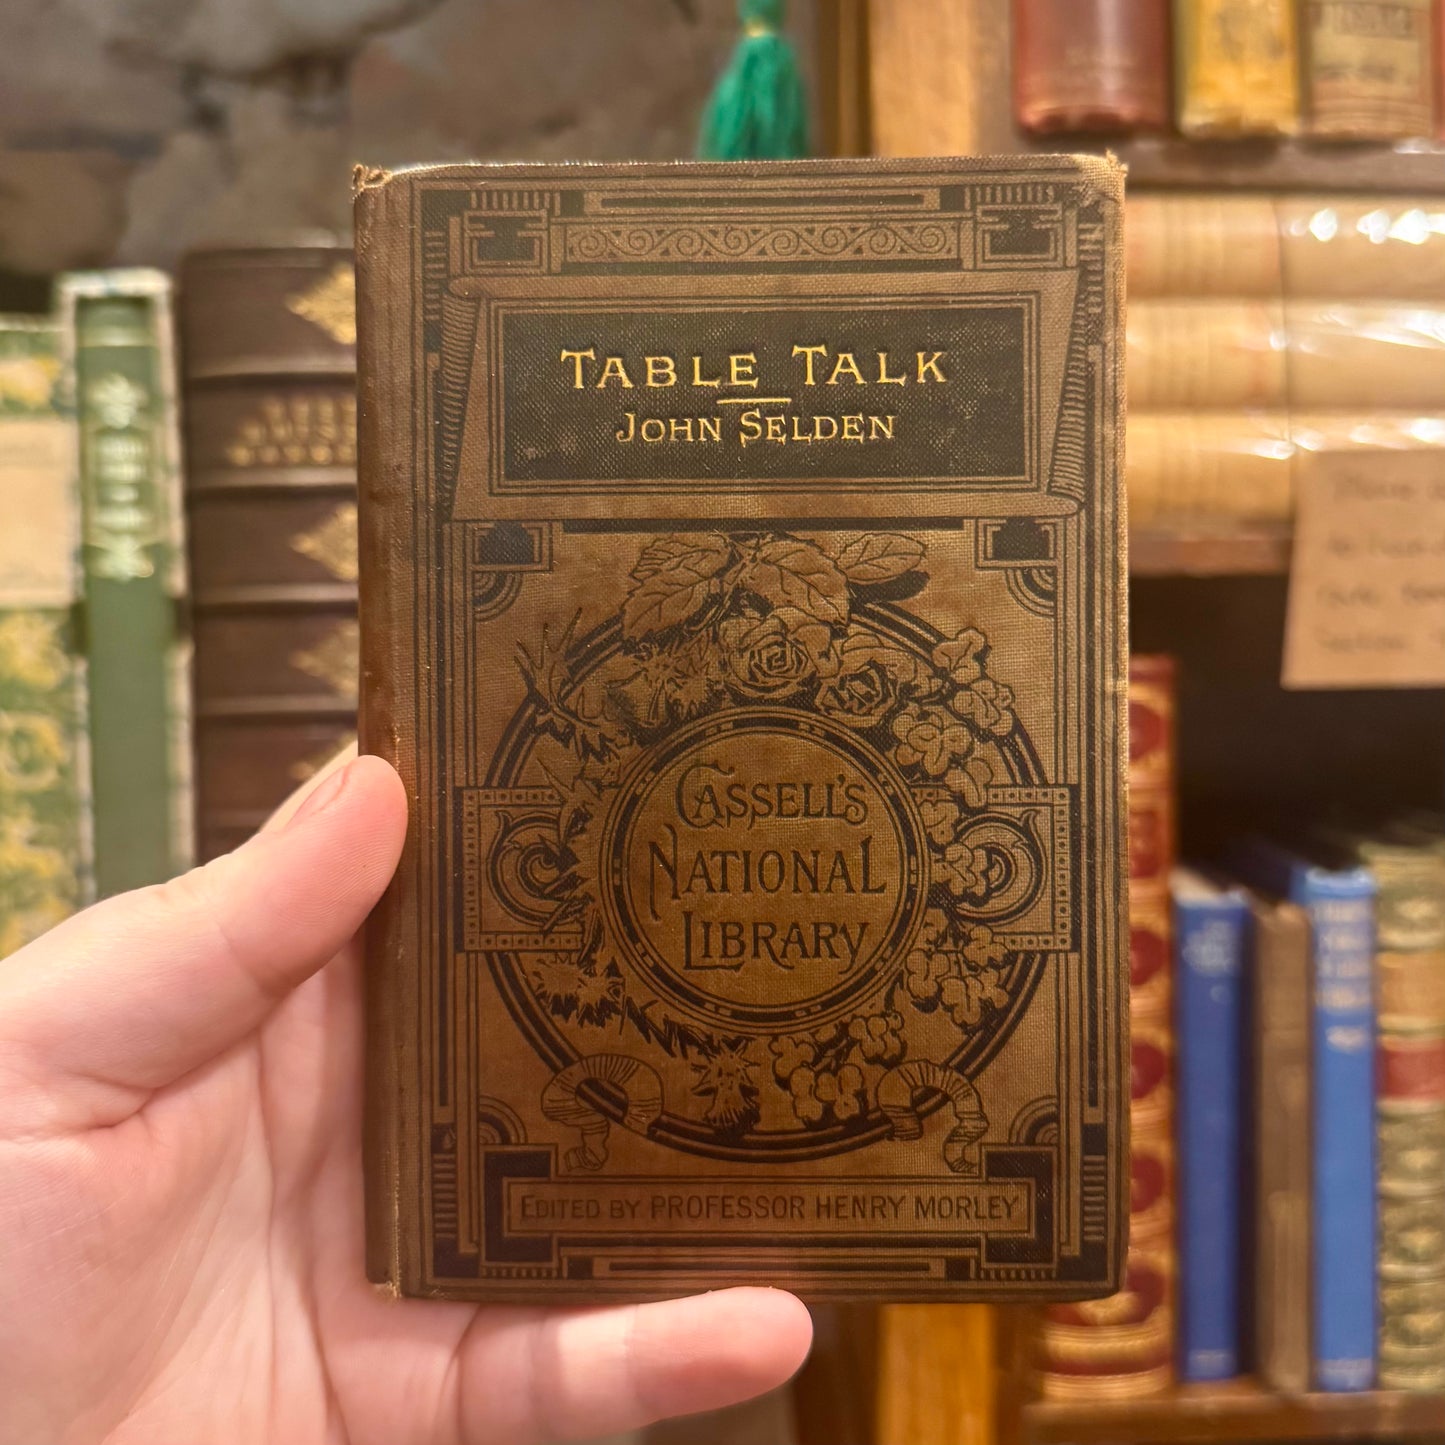 TABLE TALK
JOHN SELDEN
CASSELL'S
NATIONAL
LIBRARY
EDITED BY PROFESSOR HENRY MORLEY